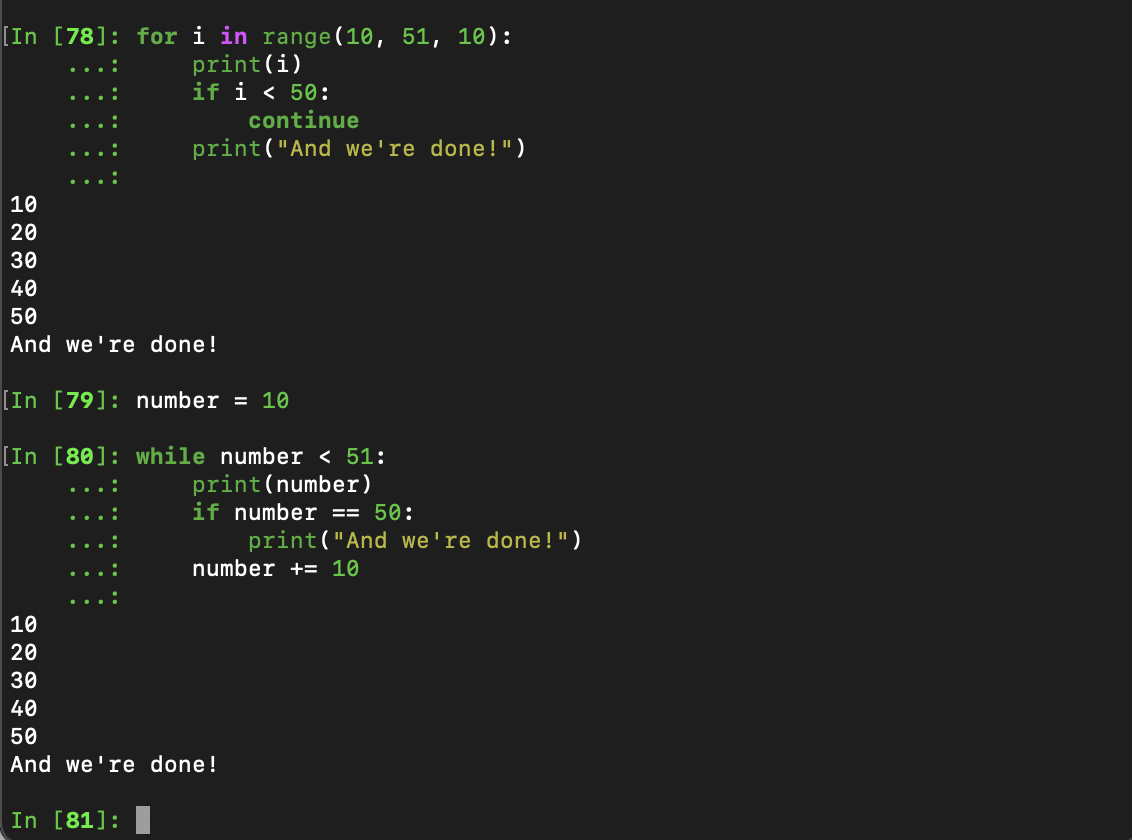 [In [78]: for i in range(10, 51, 10):
    ...:     print(i)
    ...:     if i < 50:
    ...:         continue
    ...:     print("And we're done!")
    ...:
10
20
30
40
50
And we're done!

[In [79]: number = 10

[In [80]: while number < 51:
    ...:     print(number)
    ...:     if number == 50:
    ...:         print("And we're done!")
    ...:     number += 10
    ...:
10
20
30
40
50
And we're done!

In [81]: